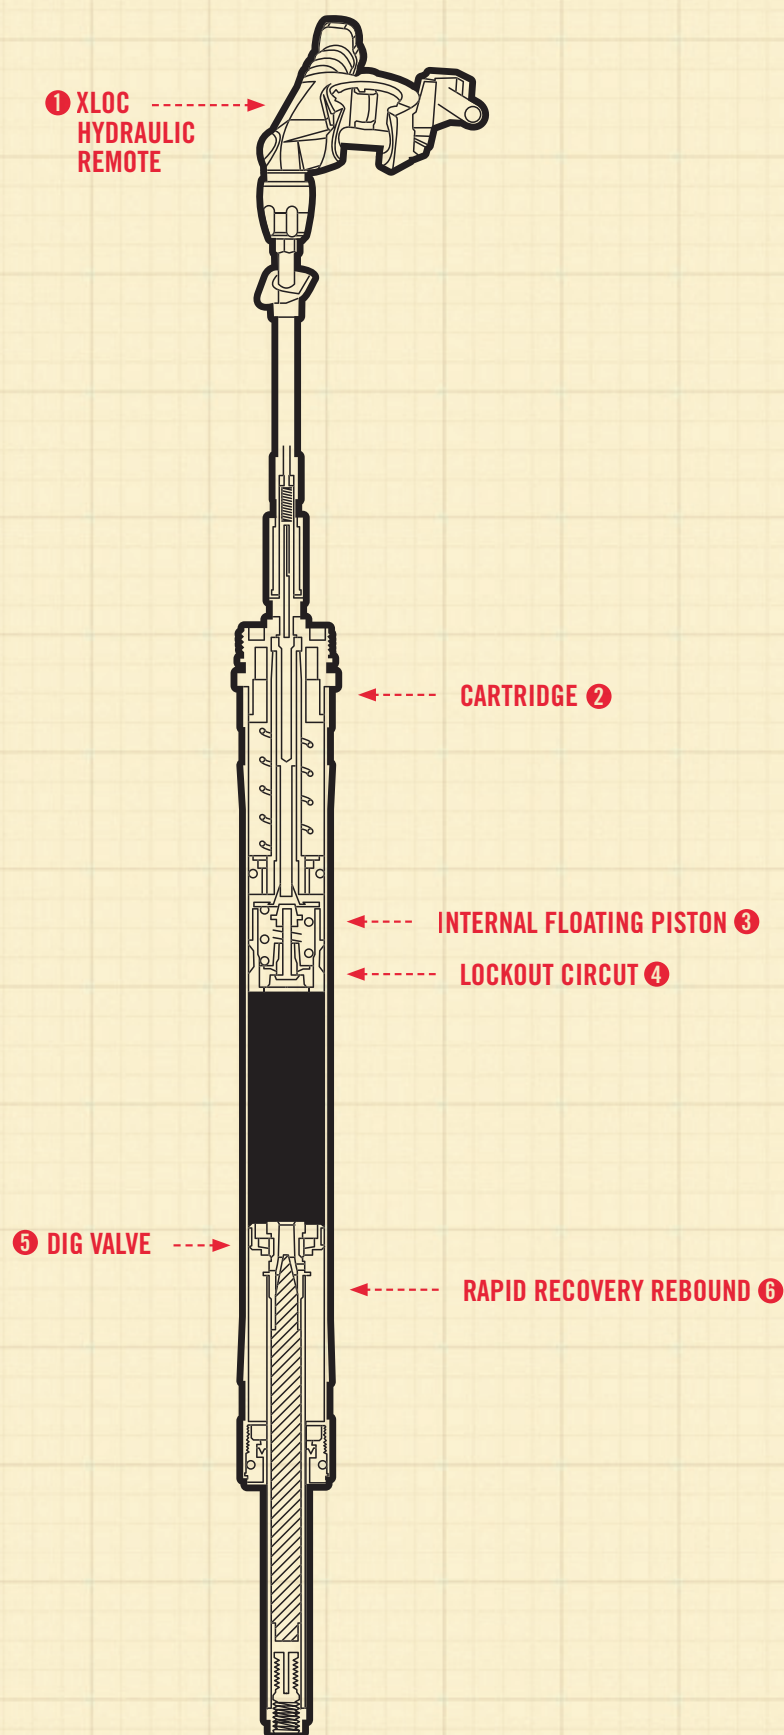 ❶ XLOC
HYDRAULIC
REMOTE
CARTRIDGE ❷
INTERNAL FLOATING PISTON ❸
LOCKOUT CIRCUT ❹
❺ DIG VALVE
RAPID RECOVERY REBOUND ❻